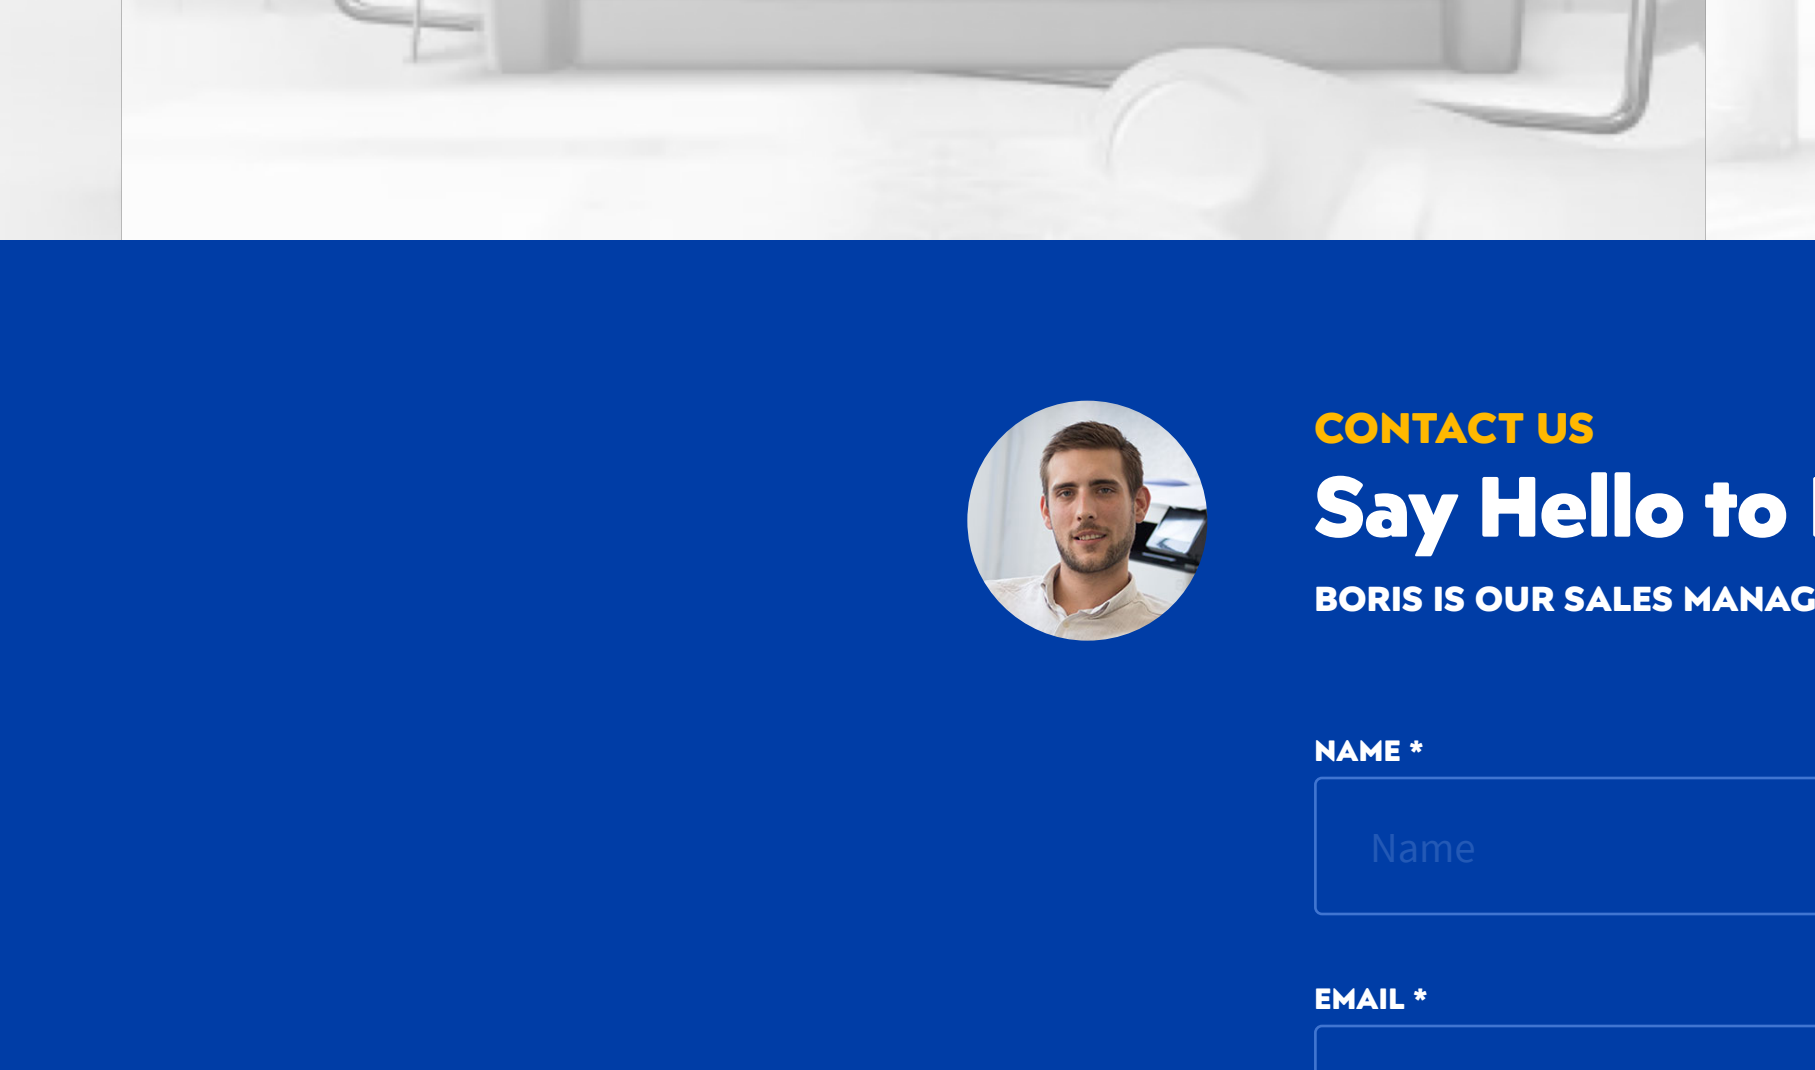 CONTACT US
Say Hello to
BORIS IS OUR SALES
NAME *
Name
EMAIL *